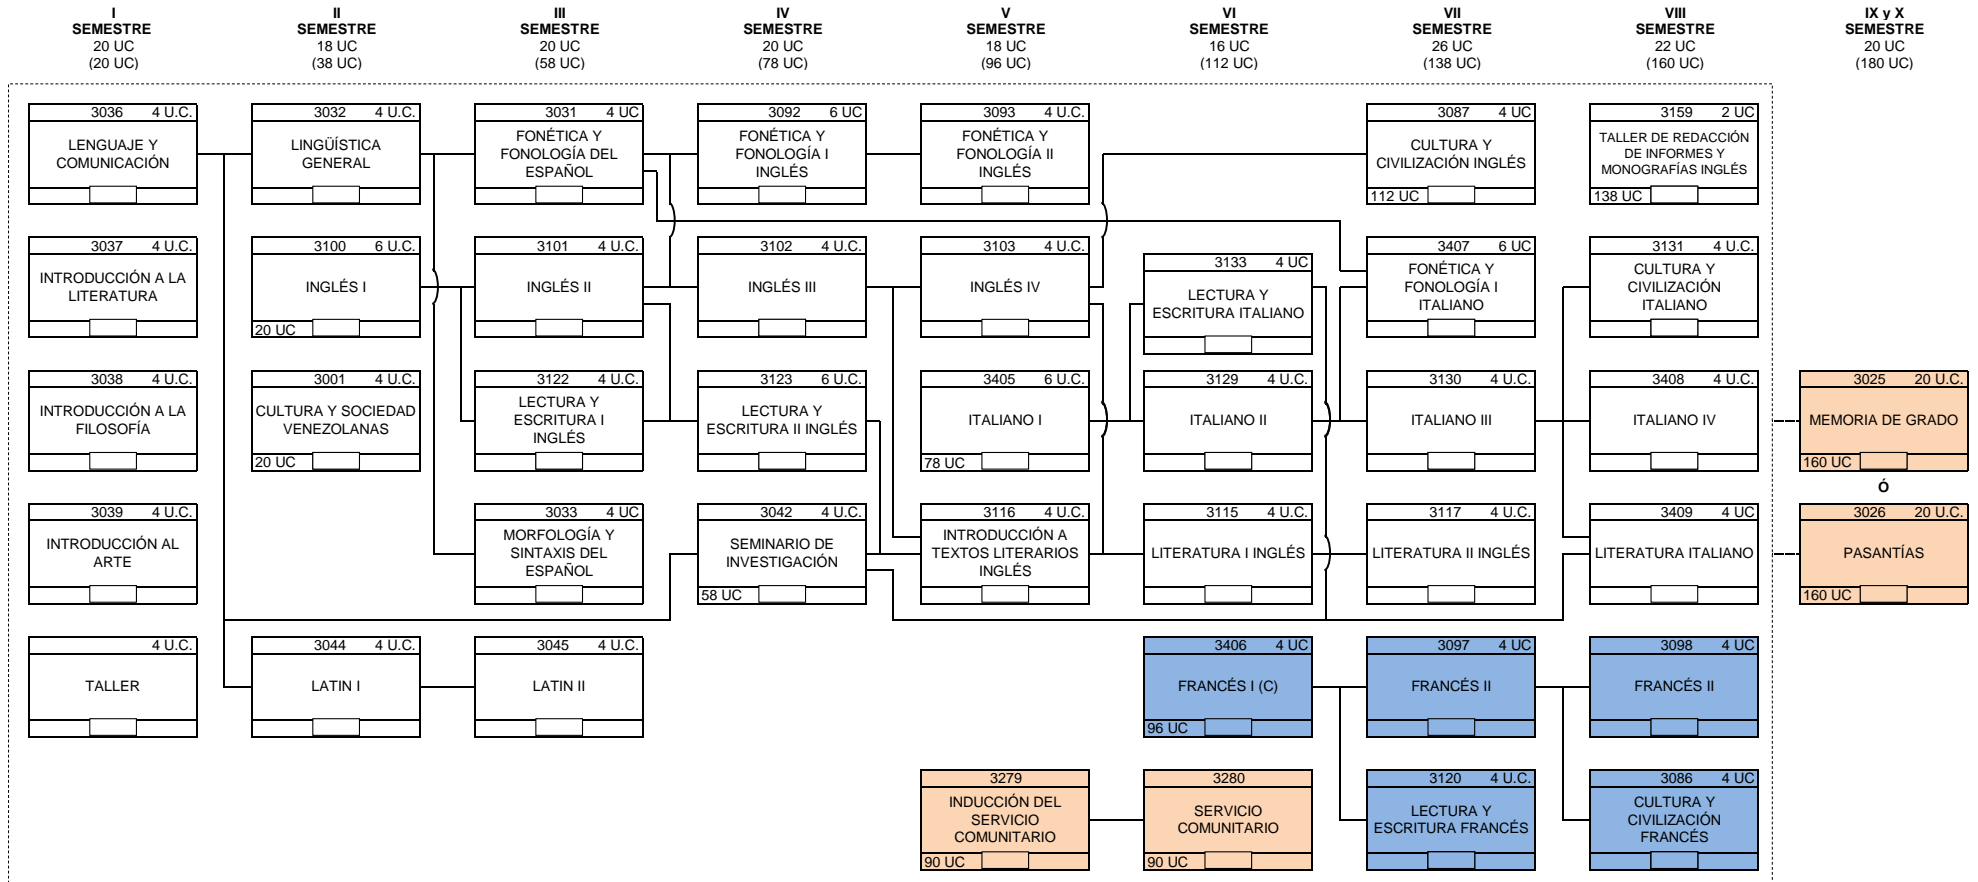 I
SEMESTRE
20 UC
(20 UC)
II
SEMESTRE
18 UC
(38 UC)
III
SEMESTRE
20 UC
(58 UC)
IV
SEMESTRE
20 UC
(78 UC)
V
SEMESTRE
18 UC
(96 UC)
VI
SEMESTRE
16 UC
(112 UC)
VII
SEMESTRE
26 UC
(138 UC)
VIII
SEMESTRE
22 UC
(160 UC)
IX y X
SEMESTRE
20 UC
(180 UC)
3036 4 U.C.
LENGUAJE Y
COMUNICACIÓN
3032 4 U.C.
LINGÜÍSTICA
GENERAL
3031 4 UC
FONÉTICA Y
FONOLOGÍA DEL
ESPAÑOL
3092 6 UC
FONÉTICA Y
FONOLOGÍA I
INGLÉS
3093 4 U.C.
FONÉTICA Y
FONOLOGÍA II
INGLÉS
3087 4 UC
CULTURA Y
CIVILIZACIÓN INGLÉS
112 UC
3159 2 UC
TALLER DE REDACCIÓN
DE INFORMES Y
MONOGRAFÍAS INGLÉS
138 UC
3037 4 U.C.
INTRODUCCIÓN A LA
LITERATURA
3100 6 U.C.
INGLÉS I
20 UC
3101 4 U.C.
INGLÉS II
3102 4 U.C.
INGLÉS III
3103 4 U.C.
INGLÉS IV
3133 4 UC
LECTURA Y
ESCRITURA ITALIANO
3407 6 UC
FONÉTICA Y
FONOLOGÍA I
ITALIANO
3131 4 U.C.
CULTURA Y
CIVILIZACIÓN
ITALIANO
3038 4 U.C.
INTRODUCCIÓN A LA
FILOSOFÍA
3001 4 U.C.
CULTURA Y SOCIEDAD
VENEZOLANAS
20 UC
3122 4 U.C.
LECTURA Y
ESCRITURA I
INGLÉS
3123 6 U.C.
LECTURA Y
ESCRITURA II INGLÉS
3405 6 U.C.
ITALIANO I
78 UC
3129 4 U.C.
ITALIANO II
3130 4 U.C.
ITALIANO III
3408 4 U.C.
ITALIANO IV
3025 20 U.C.
MEMORIA DE GRADO
160 UC
Ó
3039 4 U.C.
INTRODUCCIÓN AL
ARTE
3033 4 UC
MORFOLOGÍA Y
SINTAXIS DEL
ESPAÑOL
3042 4 U.C.
SEMINARIO DE
INVESTIGACIÓN
58 UC
3116 4 U.C.
INTRODUCCIÓN A
TEXTOS LITERARIOS
INGLÉS
3115 4 U.C.
LITERATURA I INGLÉS
3117 4 U.C.
LITERATURA II INGLÉS
3409 4 UC
LITERATURA ITALIANO
3026 20 U.C.
PASANTÍAS
160 UC
4 U.C.
TALLER
3044 4 U.C.
LATIN I
3045 4 U.C.
LATIN II
3406 4 UC
FRANCÉS I (C)
96 UC
3097 4 UC
FRANCÉS II
3098 4 UC
FRANCÉS II
3279
INDUCCIÓN DEL
SERVICIO
COMUNITARIO
90 UC
3280
SERVICIO
COMUNITARIO
90 UC
3120 4 U.C.
LECTURA Y
ESCRITURA FRANCÉS
3086 4 UC
CULTURA Y
CIVILIZACIÓN
FRANCÉS